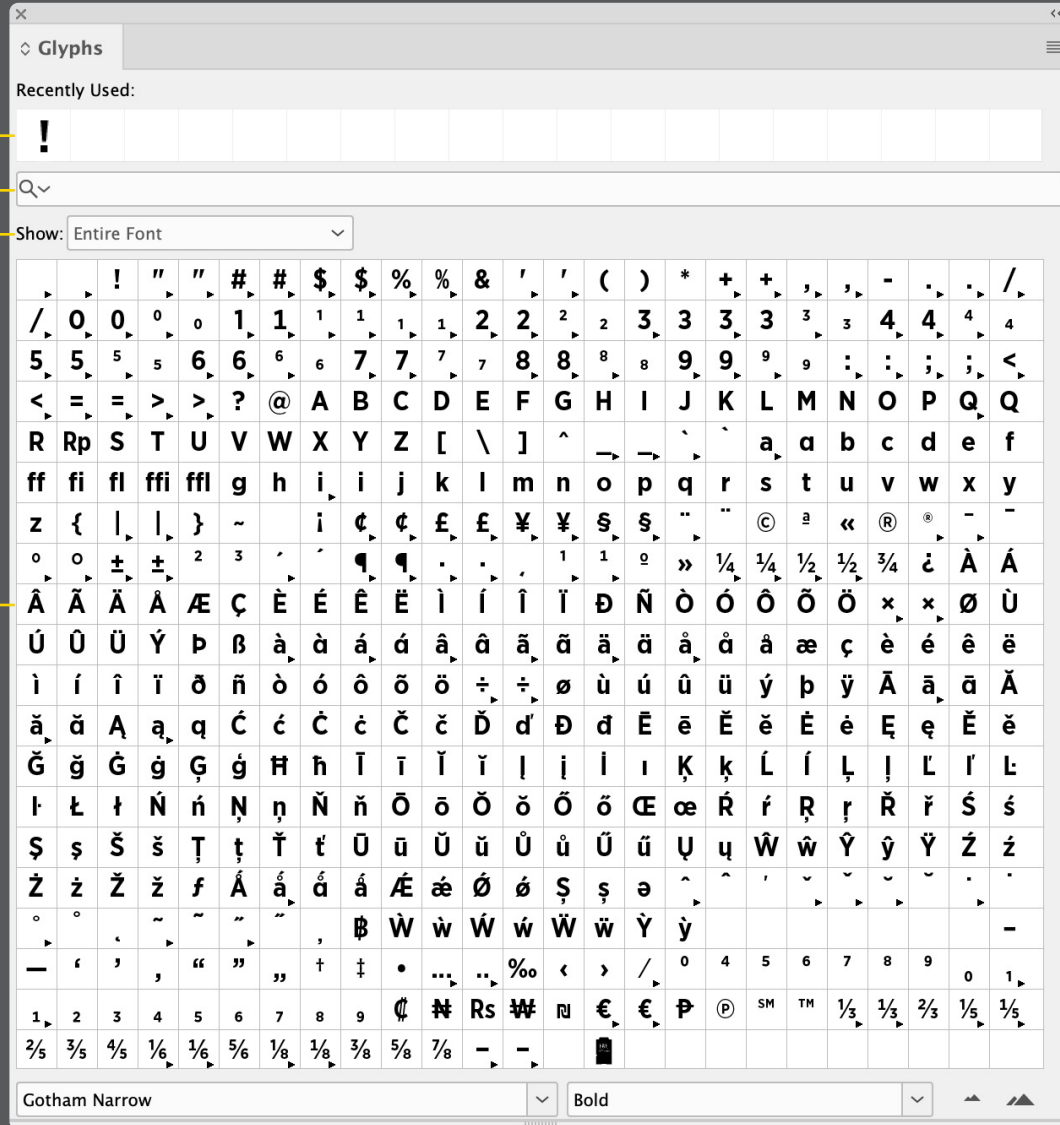 Glyphs
Recently Used:
!
Show: Entire Font
! " " # # $ $ % % & ' ' ( ) * + + , , - . . /
/ 0 0 ⁰ ₀ 1 1 ¹ ¹ ₁ ₁ 2 2 ² ₂ 3 3 3 3 ³ ₃ 4 4 ⁴ ₄
5 5 ⁵ ₅ 6 6 ⁶ ₆ 7 7 ⁷ ₇ 8 8 ⁸ ₈ 9 9 ⁹ ₉ : : ; ; <
< = = > > ? @ A B C D E F G H I J K L M N O P Q Q
R Rp S T U V W X Y Z [ \ ] ^ _ _ ` ` a ɑ b c d e f
ff fi fl ffi ffl g h i i j k l m n o p q r s t u v w x y
z { | | } ~ ¡ ¢ ¢ £ £ ¥ ¥ § § ¨ ¨ © ª « ® ® ¯ ¯
° ° ± ± ² ³ ´ ´ ¶ ¶ · · ¸ ¹ ¹ º » ¼ ¼ ½ ½ ¾ ¿ À Á
Â Ã Ä Å Æ Ç È É Ê Ë Ì Í Î Ï Ð Ñ Ò Ó Ô Õ Ö × × Ø Ù
Ú Û Ü Ý Þ ß à à á á â â ã ã ä ä å å å æ ç è é ê ë
ì í î ï ð ñ ò ó ô õ ö ÷ ÷ ø ù ú û ü ý þ ÿ Ā ā ā Ă
ă ă Ą ą ą Ć ć Ċ ċ Č č Ď ď Đ đ Ē ē Ĕ ĕ Ė ė Ę ę Ě ě
Ğ ğ Ġ ġ Ģ ģ Ħ ħ Ī ī Ĭ ĭ Į į İ ı Ķ ķ Ĺ ĺ Ļ ļ Ľ ľ Ŀ
ŀ Ł ł Ń ń Ņ ņ Ň ň Ō ō Ŏ ŏ Ő ő Œ œ Ŕ ŕ Ŗ ŗ Ř ř Ś ś
Ş ş Š š Ţ ţ Ť ť Ū ū Ŭ ŭ Ů ů Ű ű Ų ų Ŵ ŵ Ŷ ŷ Ÿ Ź ź
Ż ż Ž ž ƒ Ǻ ǻ ǻ ǻ Ǽ ǽ Ǿ ǿ Ș ș ə ˆ ˆ ˈ ˇ ˇ ˘ ˘ ˙ ˙
˚ ˚ ˛ ˜ ˜ ˝ ˝ , ฿ Ẁ ẁ Ẃ ẃ Ẅ ẅ Ỳ ỳ –
— ‘ ’ ‚ “ ” „ † ‡ • … .. ‰ ‹ › ⁄ ⁰ ⁴ ⁵ ⁶ ⁷ ⁸ ⁹ ₀ ₁
₁ ₂ ₃ ₄ ₅ ₆ ₇ ₈ ₉ ₡ ₦ Rs ₩ ₪ € € ₱ ℗ ℠ ™ ⅓ ⅓ ⅔ ⅕ ⅕
⅖ ⅗ ⅘ ⅙ ⅙ ⅚ ⅛ ⅛ ⅜ ⅝ ⅞ − −
Gotham Narrow Bold